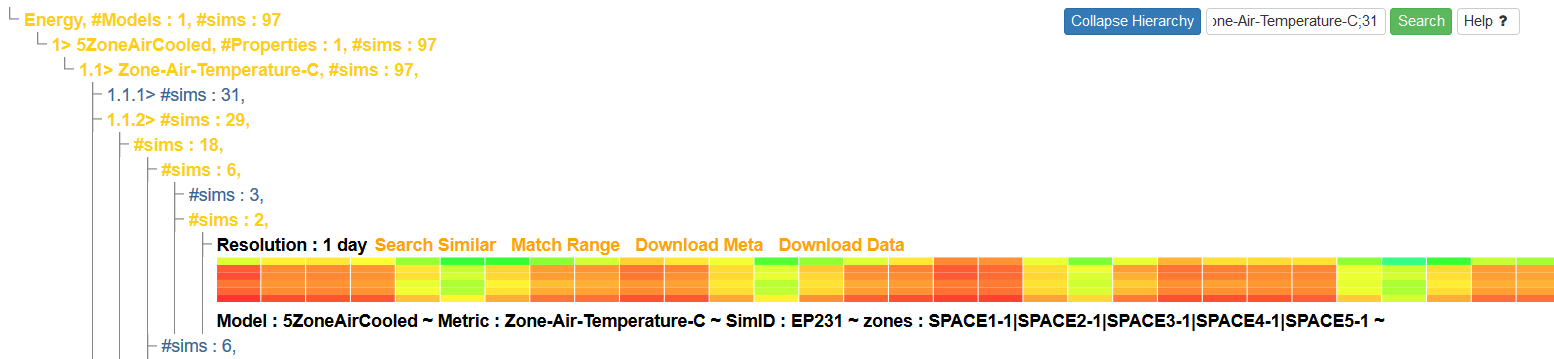 Energy, #Models : 1, #sims : 97
Collapse Hierarchy
one-Air-Temperature-C;31
Search
Help ?
1> 5ZoneAirCooled, #Properties : 1, #sims : 97
1.1> Zone-Air-Temperature-C, #sims : 97,
1.1.1> #sims : 31,
1.1.2> #sims : 29,
#sims : 18,
#sims : 6,
#sims : 3,
#sims : 2,
Resolution : 1 day Search Similar Match Range Download Meta Download Data
Model : 5ZoneAirCooled ~ Metric : Zone-Air-Temperature-C ~ SimID : EP231 ~ zones : SPACE1-1|SPACE2-1|SPACE3-1|SPACE4-1|SPACE5-1 ~
#sims : 6,